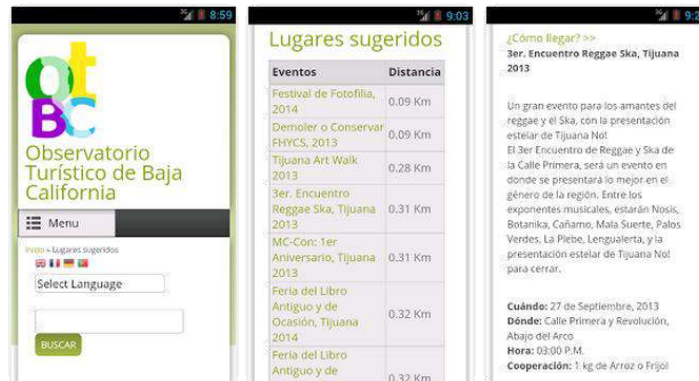 8:59
ot
BC
Observatorio
Turístico de Baja
California
Menu
Inicio » Lugares sugeridos
Select Language
BUSCAR
9:03
Lugares sugeridos
Eventos Distancia
Festival de Fotofilia,
2014 0.09 Km
Demoler o Conservar
FHYCS, 2013 0.09 Km
Tijuana Art Walk
2013 0.28 Km
3er. Encuentro
Reggae Ska, Tijuana 0.31 Km
2013
MC-Con: 1er
Aniversario, Tijuana 0.31 Km
2013
Feria del Libro
Antiguo y de
Ocasión, Tijuana 0.32 Km
2014
Feria del Libro
Antiguo y de
0.32 Km
¿Cómo llegar? >>
3er. Encuentro Reggae Ska, Tijuana
2013
Un gran evento para los amantes del
reggae y el Ska, con la presentación
estelar de Tijuana No!
El 3er Encuentro de Reggae y Ska de
la Calle Primera, será un evento en
donde se presentara lo mejor en el
género de la región. Entre los
exponentes musicales, estarán Nosis,
Botanika, Cañamo, Mala Suerte, Palos
Verdes, La Plebe, Lengualerta, y la
presentación estelar de Tijuana No!
para cerrar.
Cuándo: 27 de Septiembre, 2013
Dónde: Calle Primera y Revolución,
Abajo del Arco
Hora: 03:00 P.M.
Cooperación: 1 kg de Arroz o Frijol